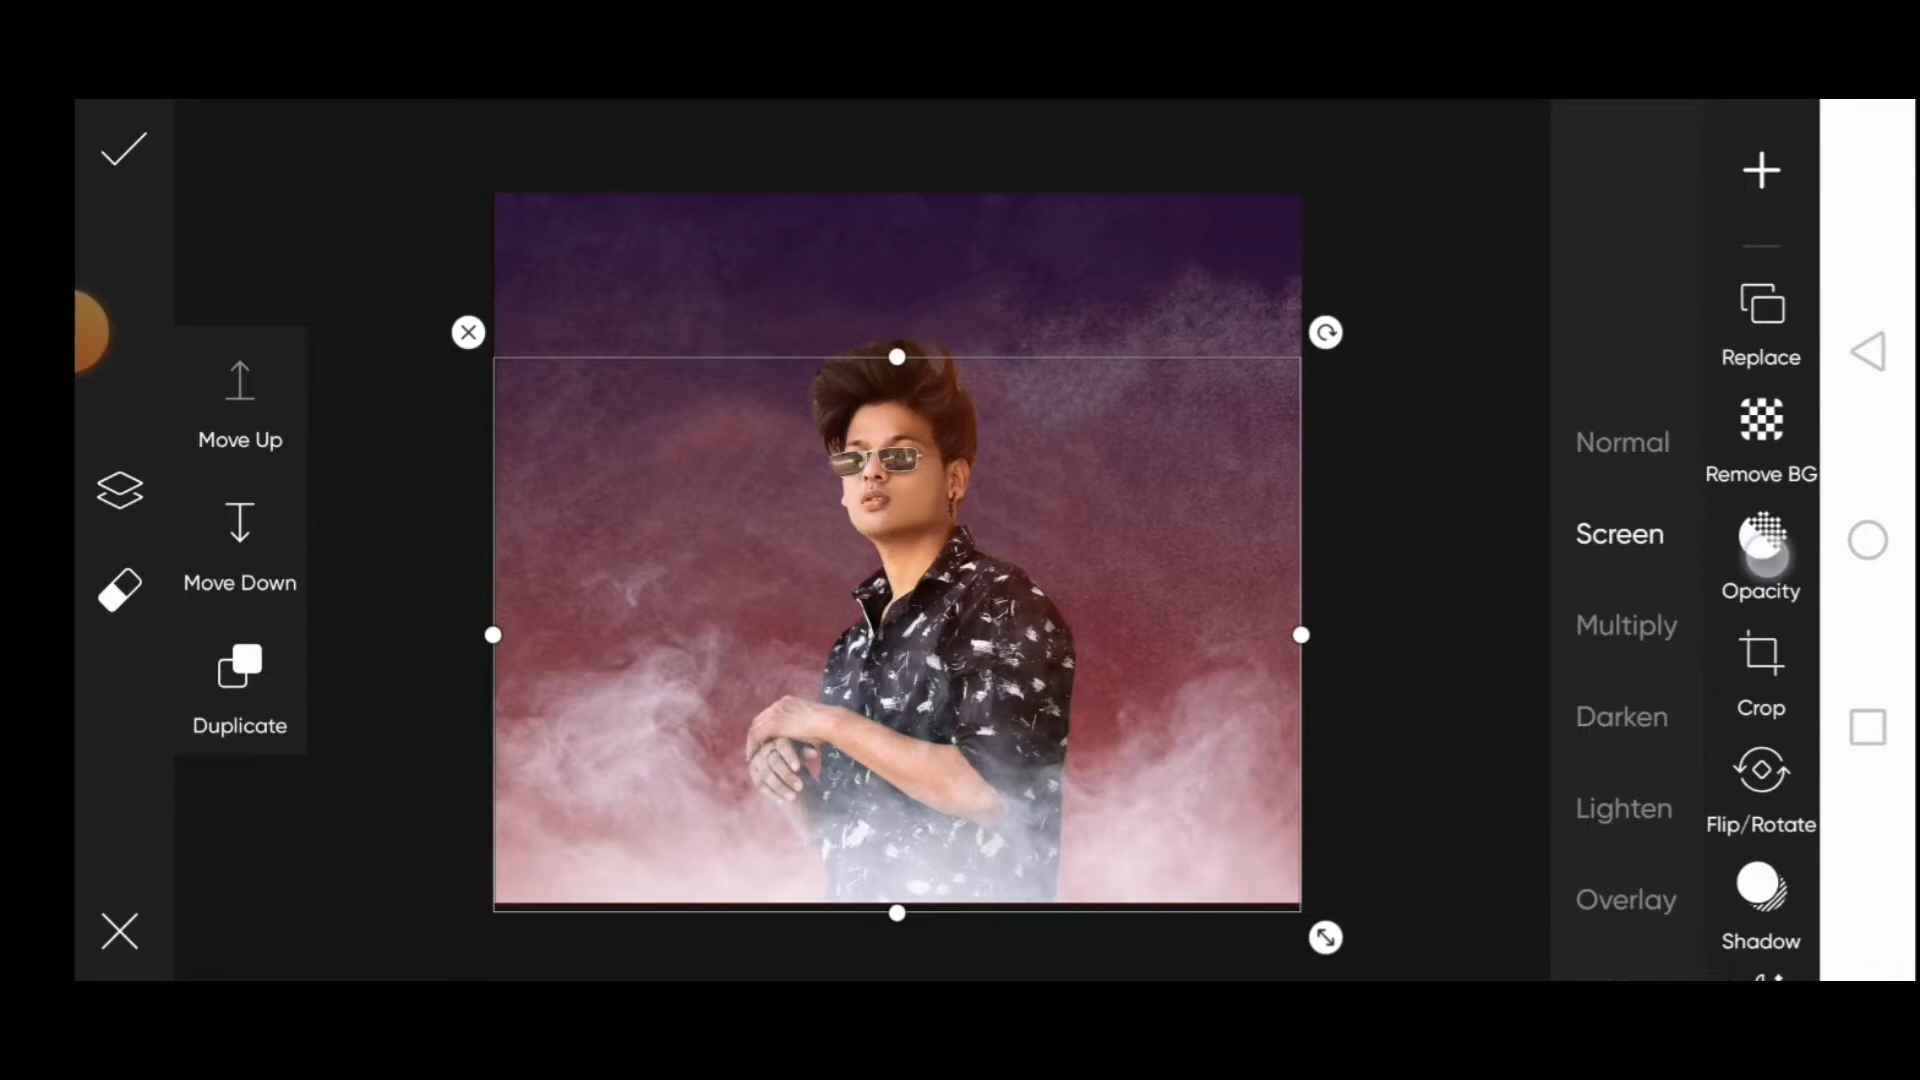 Move Up
Move Down
Duplicate
Normal
Screen
Multiply
Darken
Lighten
Overlay
Replace
Remove BG
Opacity
Crop
Flip/Rotate
Shadow